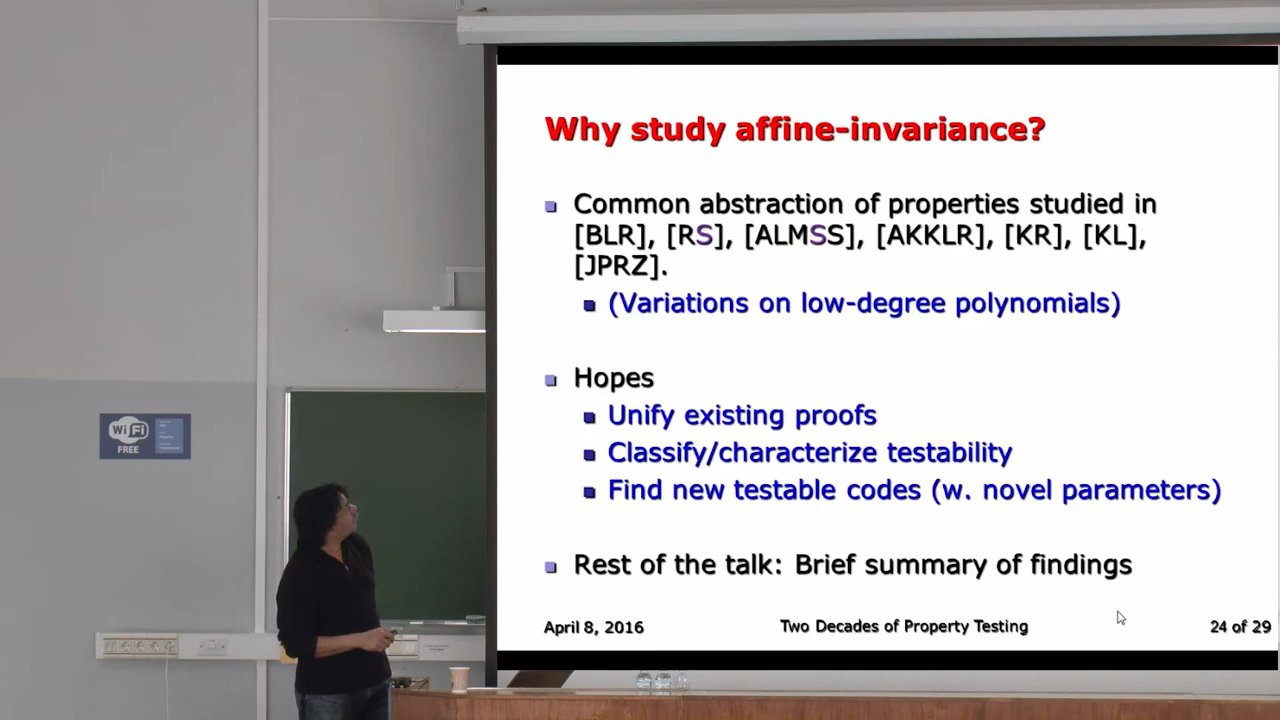 Why study affine-invariance?
Common abstraction of properties studied in
[BLR], [RS], [ALMSS], [AKKLR], [KR], [KL],
[JPRZ].
(Variations on low-degree polynomials)
Hopes
Unify existing proofs
Classify/characterize testability
Find new testable codes (w. novel parameters)
Rest of the talk: Brief summary of findings
April 8, 2016
Two Decades of Property Testing
24 of 29
WiFi
FREE